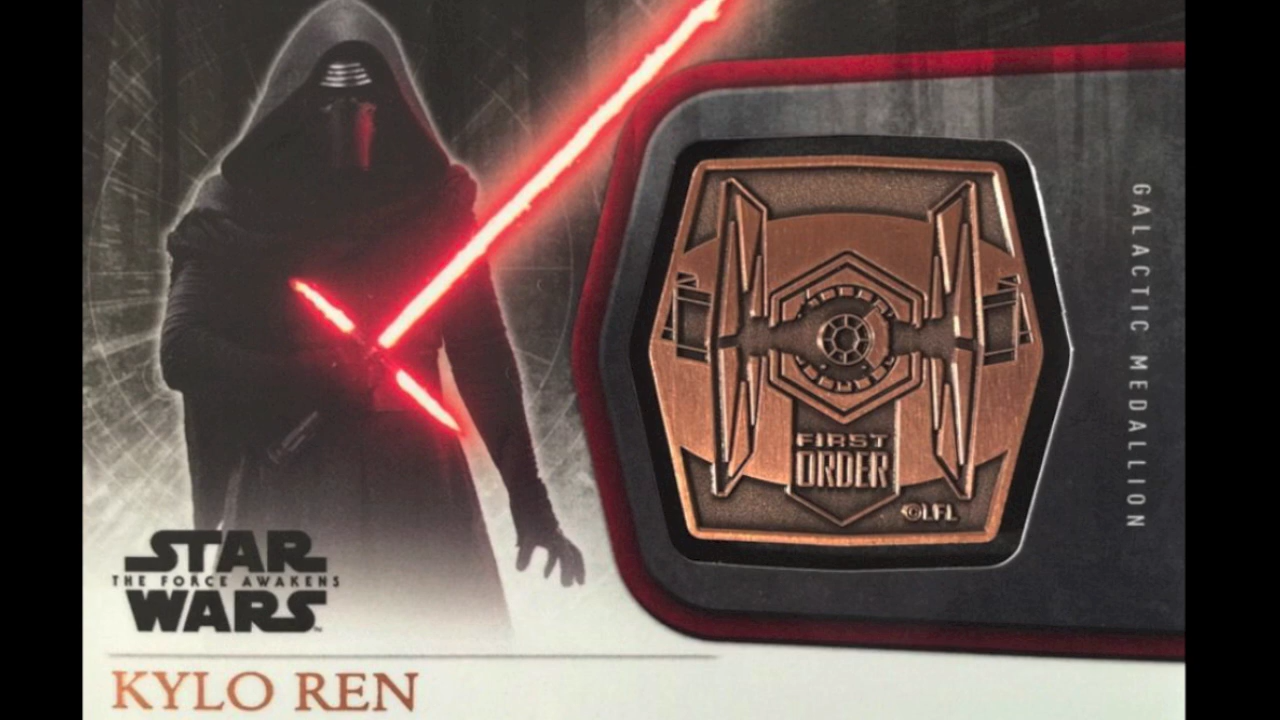 STAR
THE FORCE AWAKENS
WARS
KYLO REN
FIRST
ORDER
©LFL
GALACTIC MEDALLION